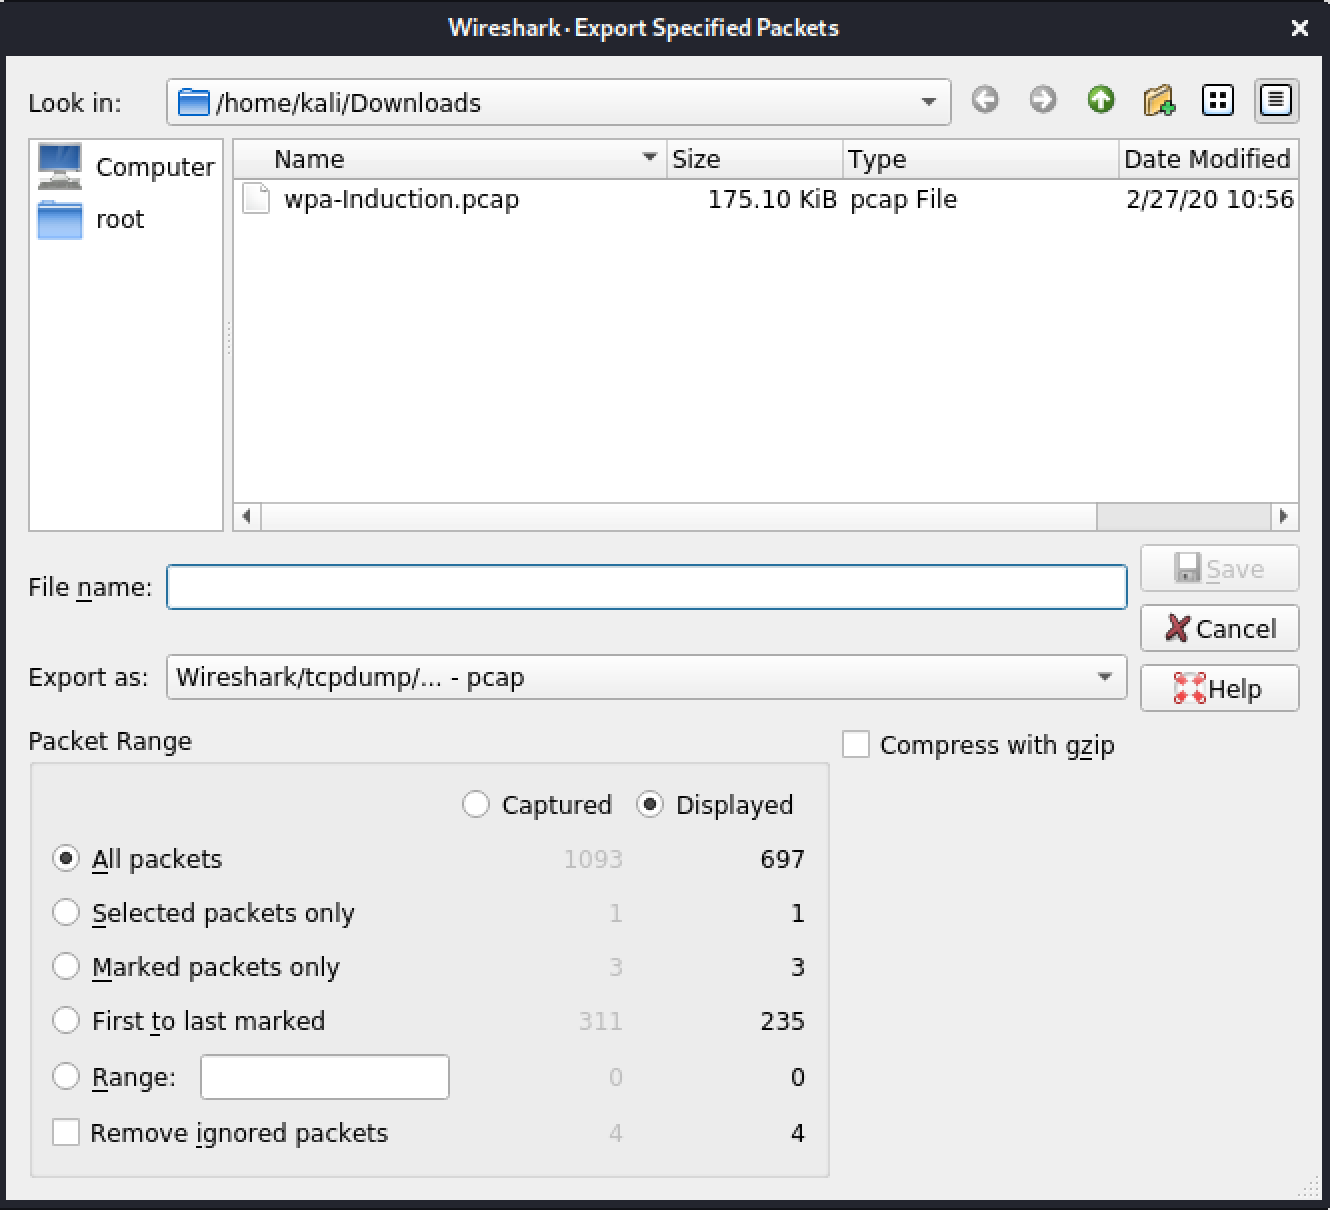 Wireshark · Export Specified Packets
Look in: /home/kali/Downloads
Computer
root
Name Size Type Date Modified
wpa-Induction.pcap 175.10 KiB pcap File 2/27/20 10:56
File name:
Save
Cancel
Export as: Wireshark/tcpdump/... - pcap
Help
Packet Range
Compress with gzip
Captured Displayed
All packets 1093 697
Selected packets only 1 1
Marked packets only 3 3
First to last marked 311 235
Range: 0 0
Remove ignored packets 4 4